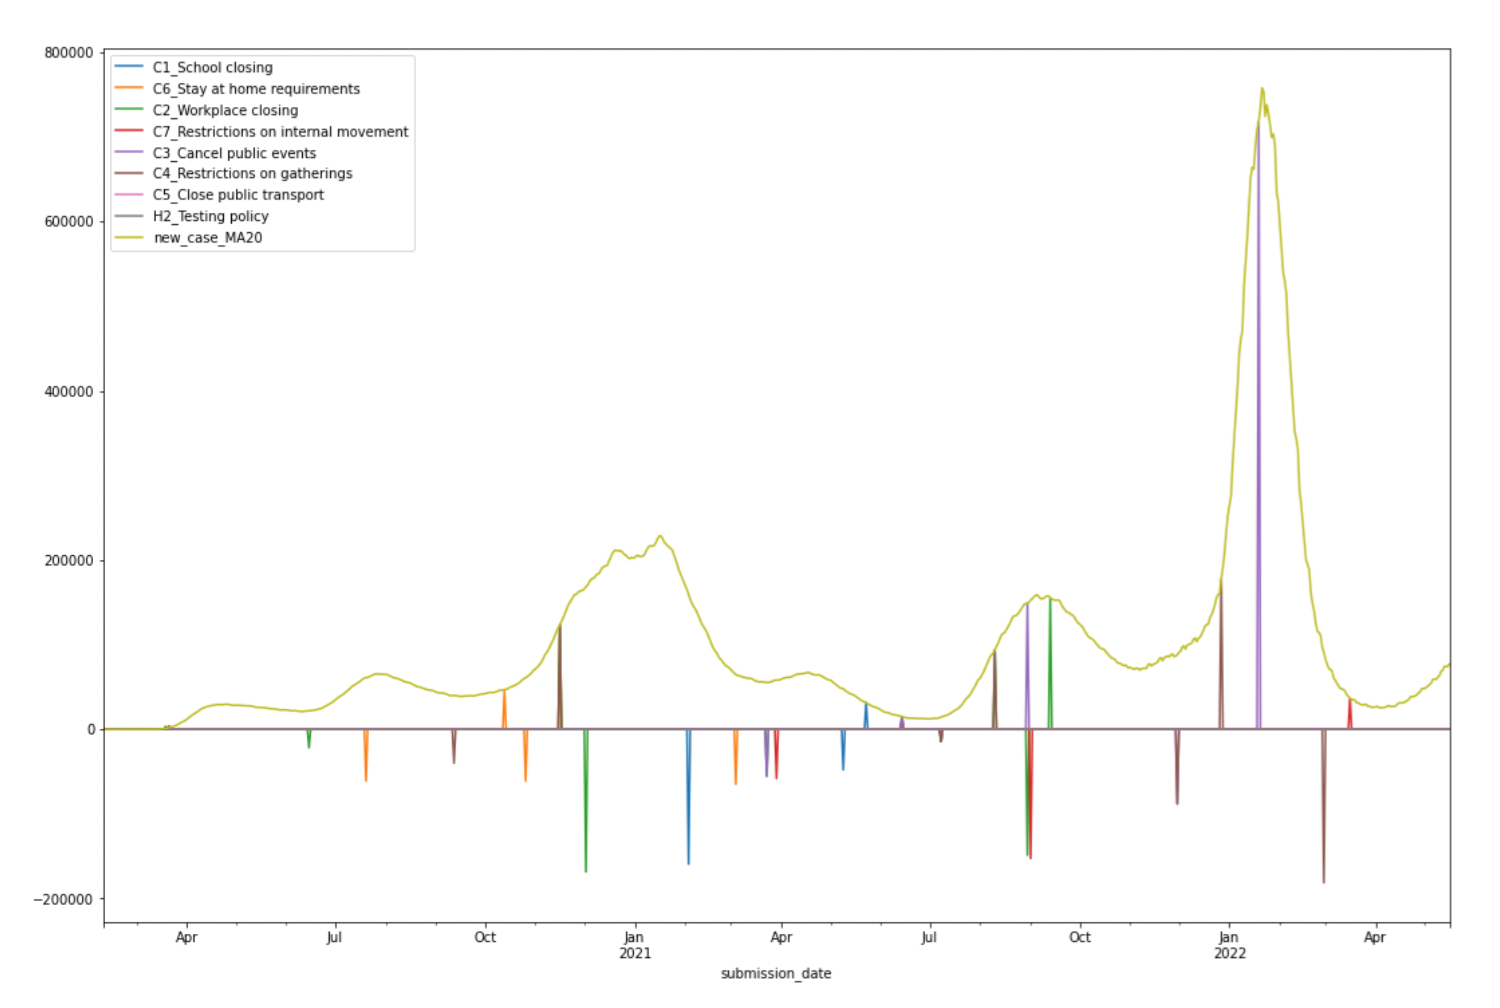 800000
600000
400000
200000
0
−200000
C1_School closing
C6_Stay at home requirements
C2_Workplace closing
C7_Restrictions on internal movement
C3_Cancel public events
C4_Restrictions on gatherings
C5_Close public transport
H2_Testing policy
new_case_MA20
Apr Jul Oct Jan Apr Jul Oct Jan Apr
2021 2022
submission_date